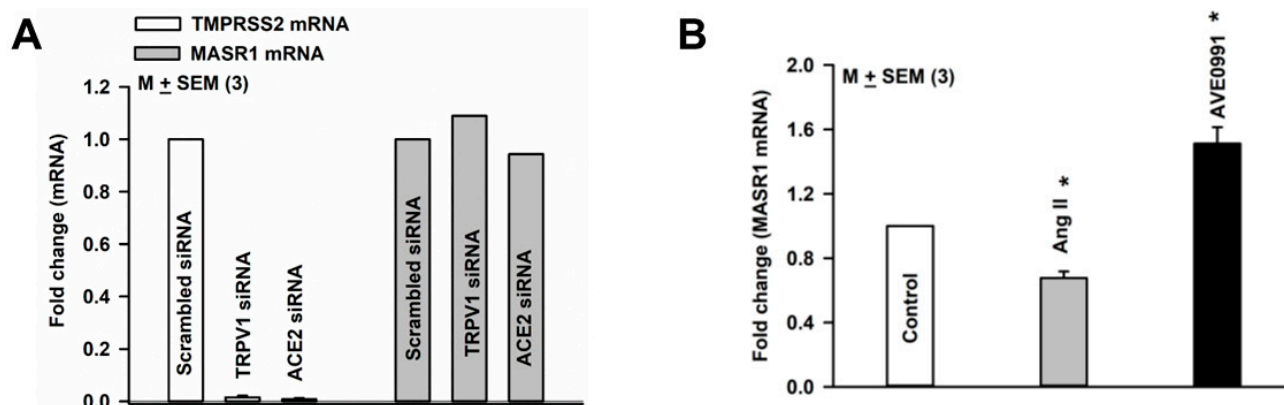 A
TMPRSS2 mRNA
MASR1 mRNA
M ± SEM (3)
Fold change (mRNA)
1.2
1.0
0.8
0.6
0.4
0.2
0.0
Scrambled siRNA
TRPV1 siRNA
ACE2 siRNA
Scrambled siRNA
TRPV1 siRNA
ACE2 siRNA
B
M ± SEM (3)
Fold change (MASR1 mRNA)
2.0
1.6
1.2
0.8
0.4
0.0
Control
Ang II *
AVE0991 *